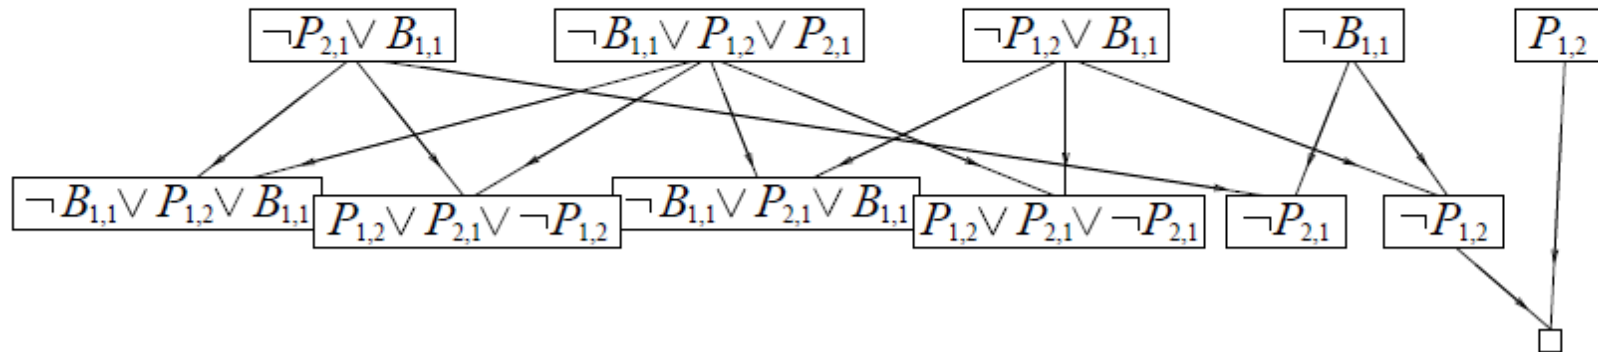 ¬P2,1 ∨ B1,1
¬B1,1 ∨ P1,2 ∨ P2,1
¬P1,2 ∨ B1,1
¬B1,1
P1,2
¬B1,1 ∨ P1,2 ∨ B1,1
P1,2 ∨ P2,1 ∨ ¬P1,2
¬B1,1 ∨ P2,1 ∨ B1,1
P1,2 ∨ P2,1 ∨ ¬P2,1
¬P2,1
¬P1,2